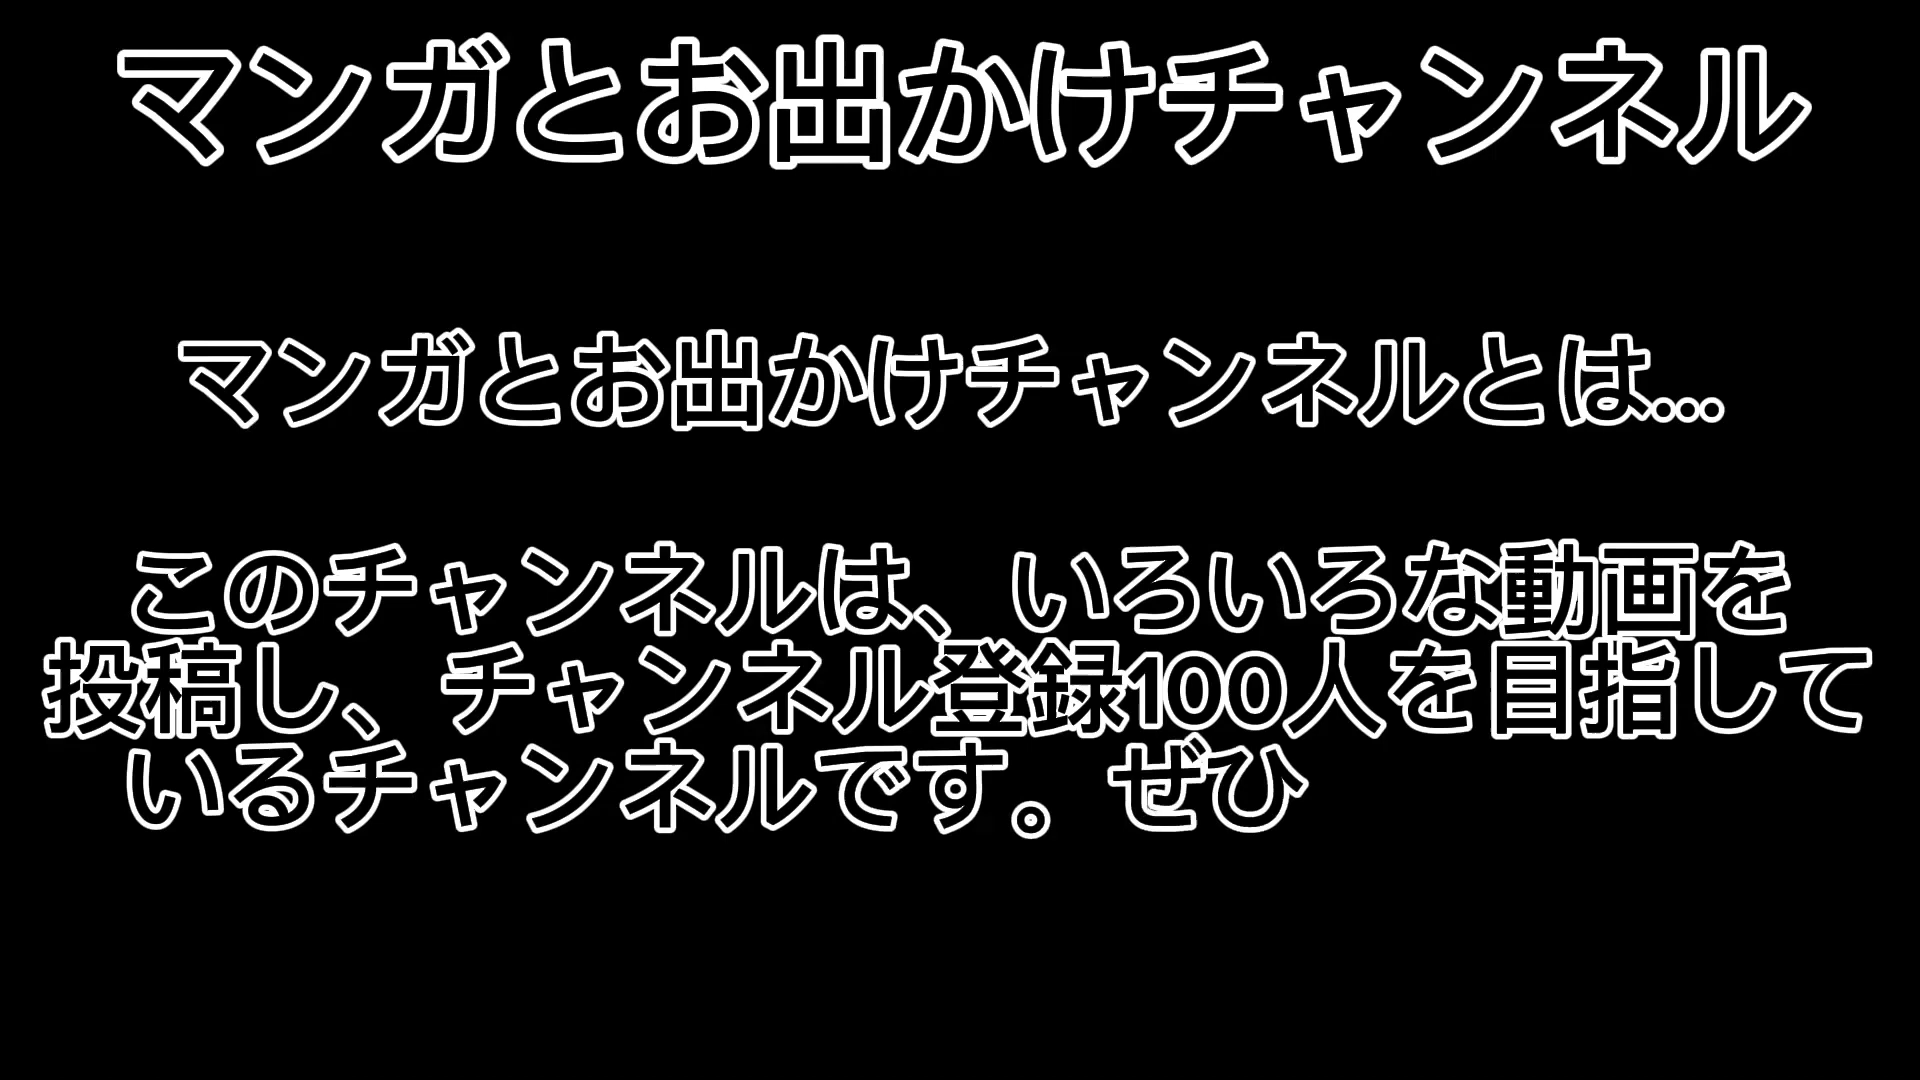 マンガとお出かけチャンネル
マンガとお出かけチャンネルとは...
このチャンネルは、いろいろな動画を
投稿し、チャンネル登録100人を目指して
いるチャンネルです。ぜひ